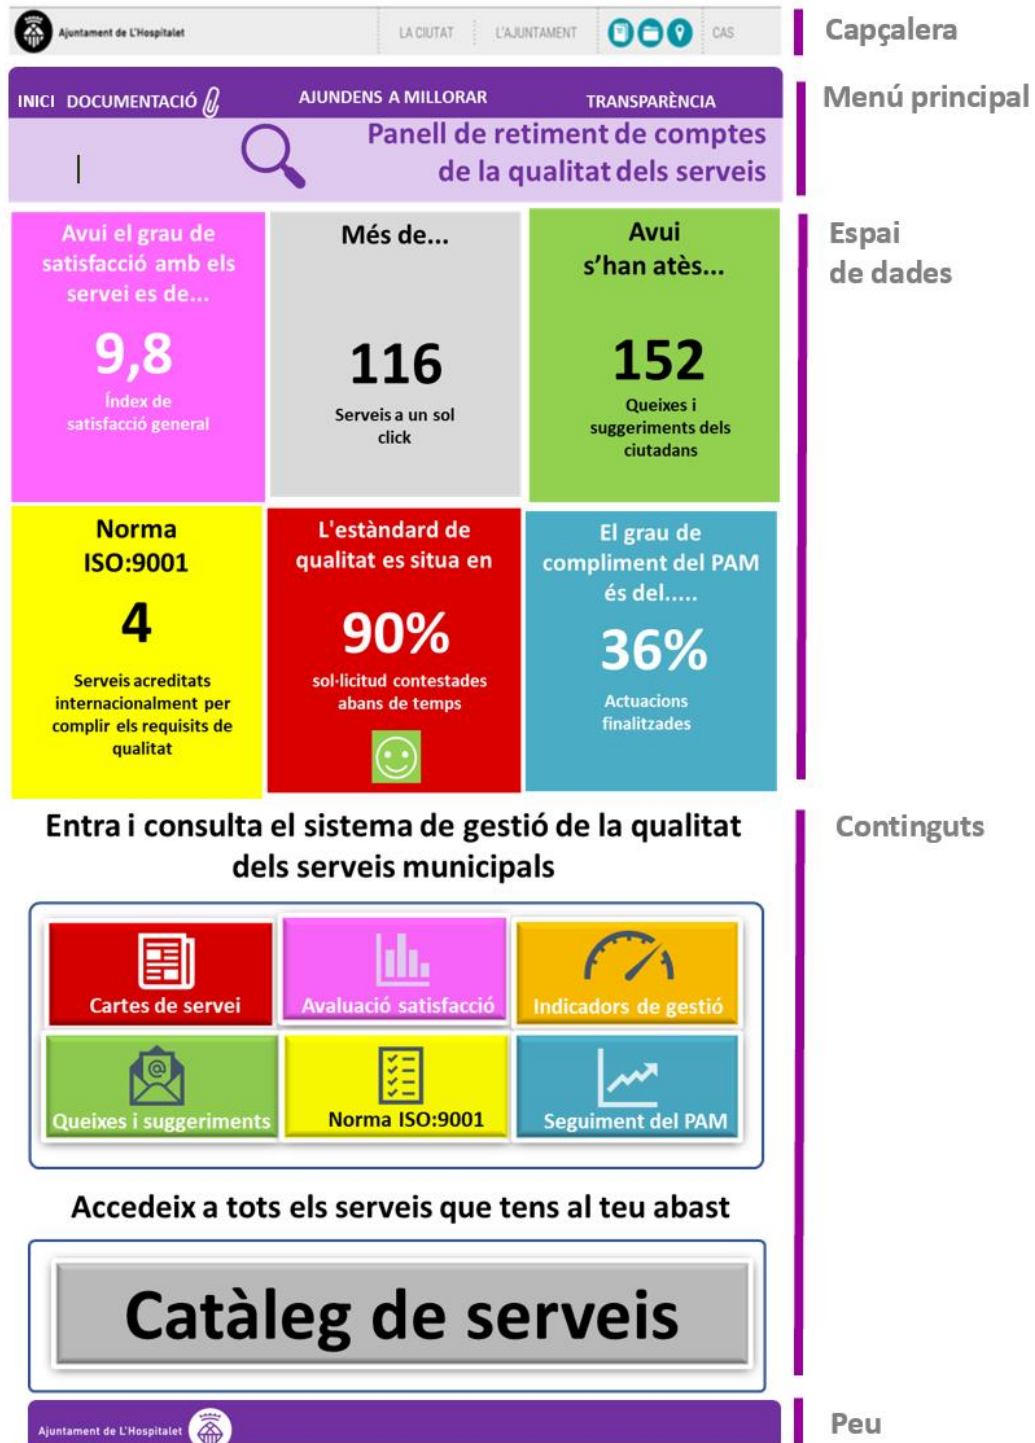 Ajuntament de L'Hospitalet
LA CIUTAT
L'AJUNTAMENT
CAS
Capçalera
INICI DOCUMENTACIÓ
AJUNDENS A MILLORAR
TRANSPARÈNCIA
Menú principal
Panell de retiment de comptes
de la qualitat dels serveis
Avui el grau de
satisfacció amb els
servei es de...
9,8
Índex de
satisfacció general
Més de...
116
Serveis a un sol
click
Avui
s'han atès...
152
Queixes i
suggeriments dels
ciutadans
Espai
de dades
Norma
ISO:9001
4
Serveis acreditats
internacionalment per
complir els requisits de
qualitat
L'estàndard de
qualitat es situa en
90%
sol·licitud contestades
abans de temps
El grau de
compliment del PAM
és del.....
36%
Actuacions
finalitzades
Entra i consulta el sistema de gestió de la qualitat
dels serveis municipals
Continguts
Cartes de servei
Avaluació satisfacció
Indicadors de gestió
@
Queixes i suggeriments
Norma ISO:9001
Seguiment del PAM
Accedeix a tots els serveis que tens al teu abast
Catàleg de serveis
Ajuntament de L'Hospitalet
Peu